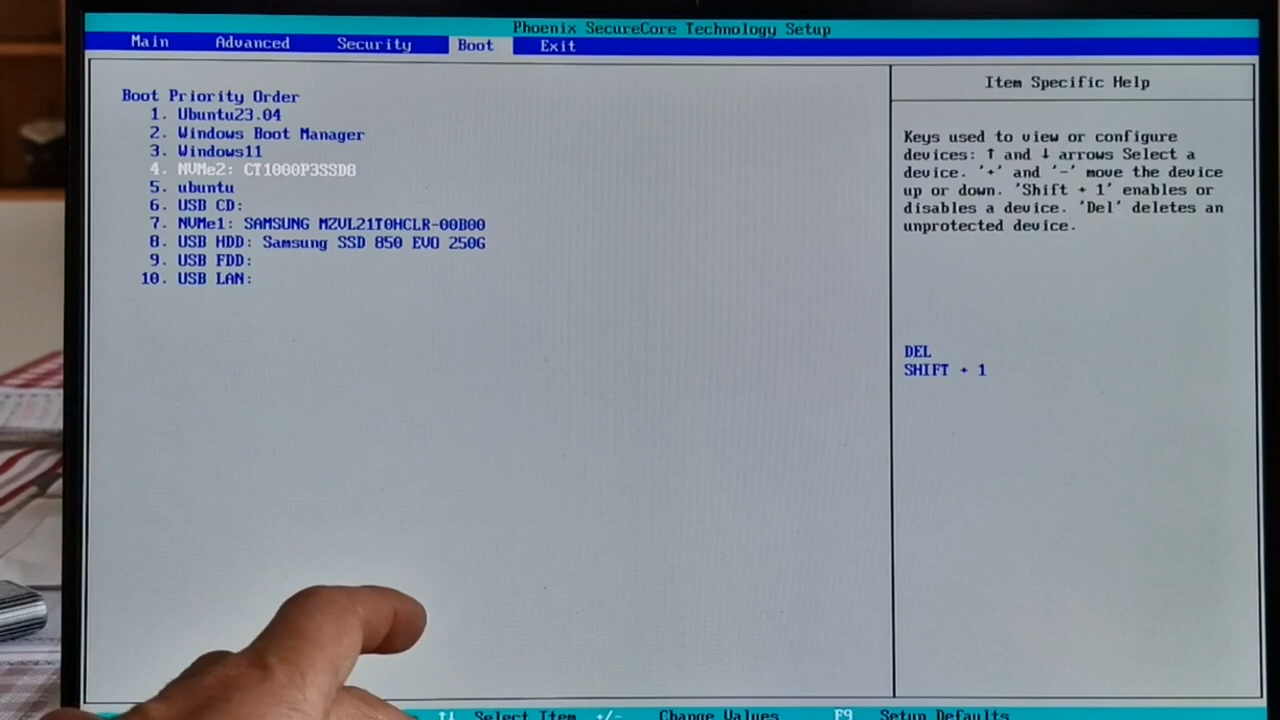 Phoenix SecureCore Technology Setup
Main Advanced Security Boot Exit
Boot Priority Order
1. Ubuntu23.04
2. Windows Boot Manager
3. Windows11
4. NVMe2: CT1000P3SSD8
5. ubuntu
6. USB CD:
7. NVMe1: SAMSUNG MZVL21T0HCLR-00B00
8. USB HDD: Samsung SSD 850 EVO 250G
9. USB FDD:
10. USB LAN:
Item Specific Help
Keys used to view or configure
devices: ↑ and ↓ arrows Select a
device. '+' and '-' move the device
up or down. 'Shift + 1' enables or
disables a device. 'Del' deletes an
unprotected device.
DEL
SHIFT + 1
↑↓ Select Item +/- Change Values F9 Setup Defaults